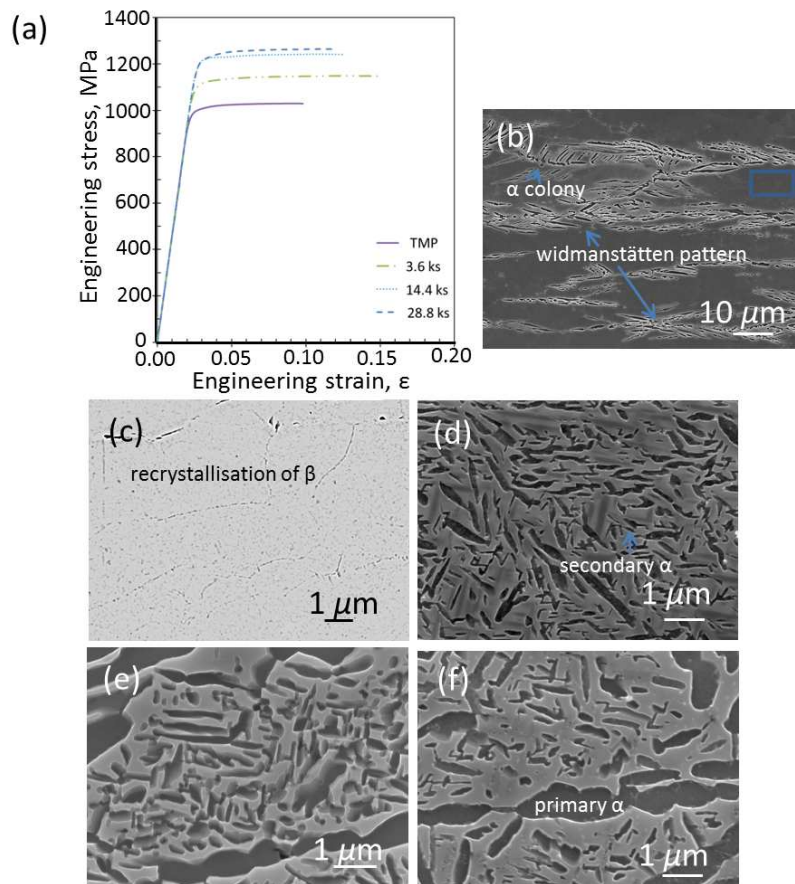 (a)
1400
1200
1000
800
600
400
200
0
Engineering stress, MPa
0.00
0.05
0.10
0.15
0.20
Engineering strain, ε
TMP
3.6 ks
14.4 ks
28.8 ks
(b)
α colony
widmanstätten pattern
10 μm
(c)
recrystallisation of β
1 μm
(d)
secondary α
1 μm
(e)
1 μm
(f)
primary α
1 μm